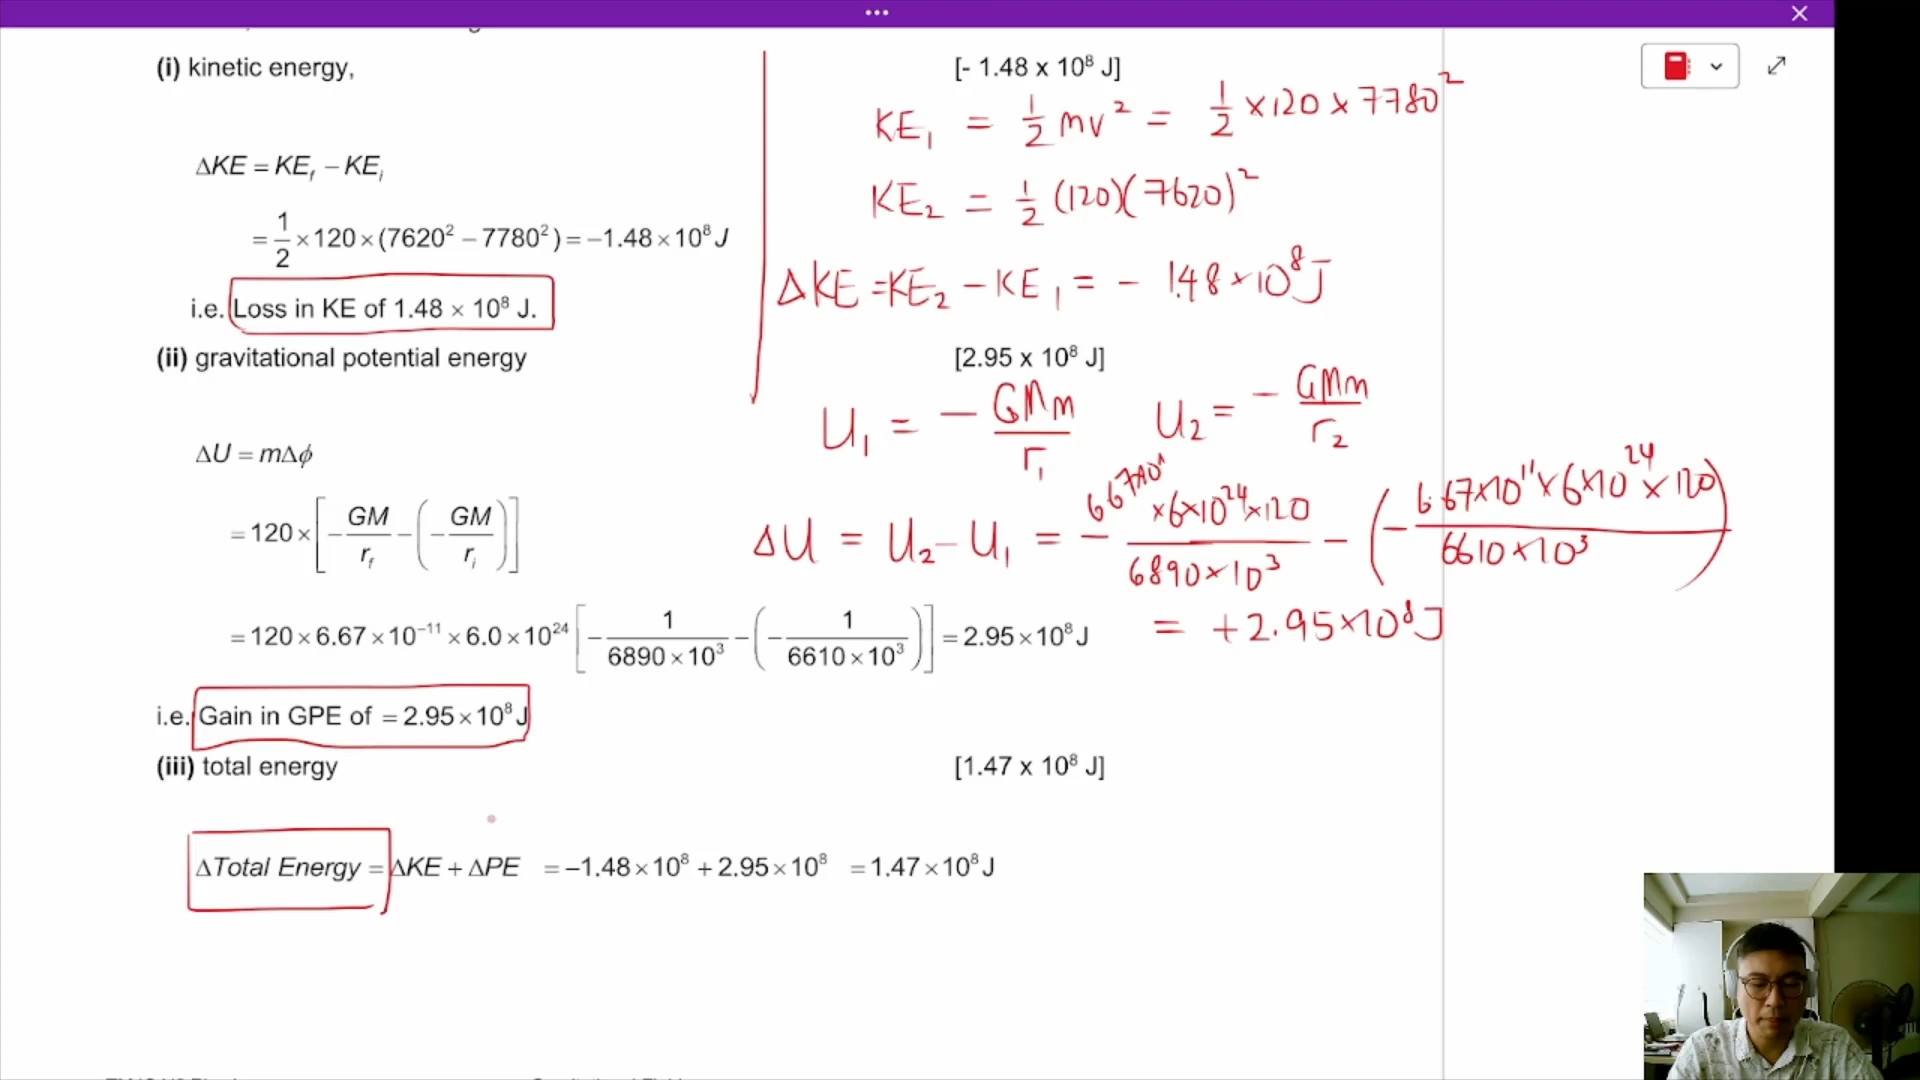 (i) kinetic energy,
[- 1.48 x 10⁸ J]
KE₁ = 1/2 mv² = 1/2 ×120 × 7780²
ΔKE = KE_f − KE_i
KE₂ = 1/2 (120)(7620)²
= 1/2 ×120×(7620² − 7780²) = −1.48×10⁸ J
ΔKE = KE₂ − KE₁ = − 1.48×10⁸ J
i.e. Loss in KE of 1.48 × 10⁸ J.
(ii) gravitational potential energy
[2.95 x 10⁸ J]
U₁ = − GMm/r₁
U₂ = − GMm/r₂
ΔU = mΔϕ
= 120×[− GM/r_f − (− GM/r_i)]
ΔU = U₂ − U₁ = − 6.67×10¹¹ ×6×10²⁴×120 / 6890×10³ − (− 6.67×10¹¹×6×10²⁴×120 / 6610×10³)
= 120×6.67×10⁻¹¹×6.0×10²⁴ [− 1/6890×10³ − (− 1/6610×10³)] = 2.95×10⁸ J
= +2.95×10⁸ J
i.e. Gain in GPE of = 2.95×10⁸ J
(iii) total energy
[1.47 x 10⁸ J]
ΔTotal Energy = ΔKE + ΔPE = −1.48×10⁸ + 2.95×10⁸ = 1.47×10⁸ J